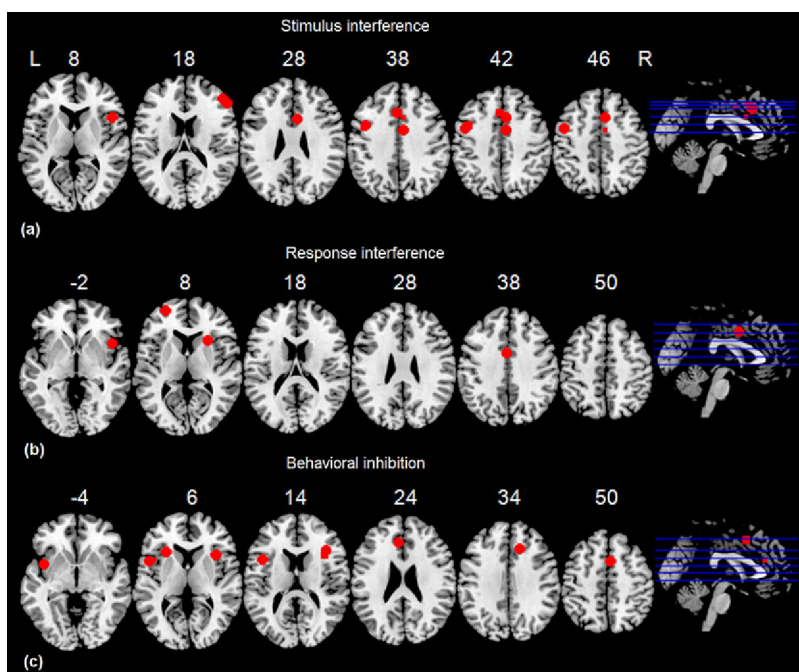 Stimulus interference
L 8 18 28 38 42 46 R
(a)
Response interference
-2 8 18 28 38 50
(b)
Behavioral inhibition
-4 6 14 24 34 50
(c)